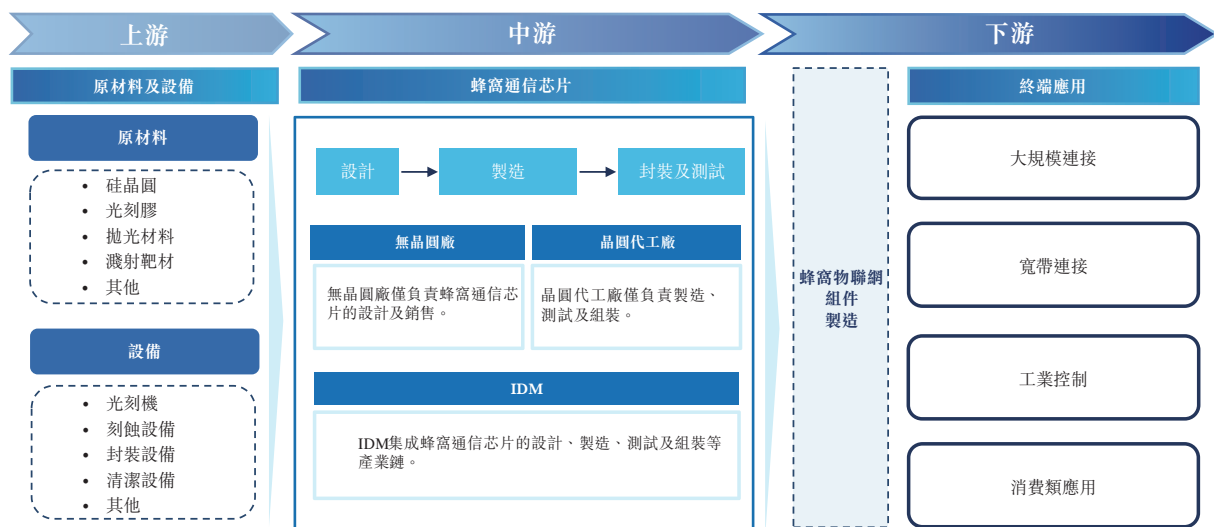 上游
中游
下游
原材料及設備
蜂窩通信芯片
終端應用
原材料
• 硅晶圓
• 光刻膠
• 拋光材料
• 濺射靶材
• 其他
設備
• 光刻機
• 刻蝕設備
• 封裝設備
• 清潔設備
• 其他
設計
製造
封裝及測試
無晶圓廠
無晶圓廠僅負責蜂窩通信芯
片的設計及銷售。
晶圓代工廠
晶圓代工廠僅負責製造、
測試及組裝。
IDM
IDM集成蜂窩通信芯片的設計、製造、測試及組裝等
產業鏈。
蜂窩物聯網
組件
製造
大規模連接
寬帶連接
工業控制
消費類應用